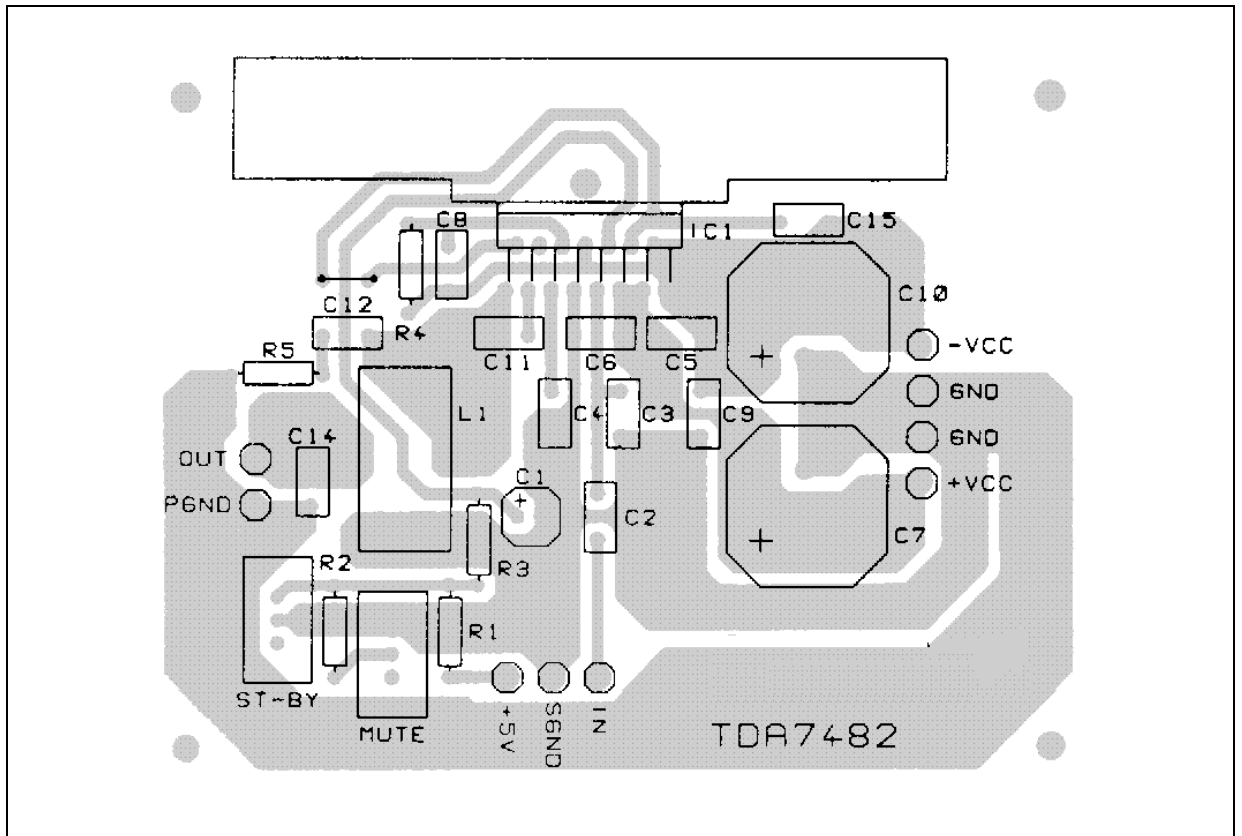 C8
IC1
C15
C10
C12
R4
-VCC
R5
C11
C6
C5
GND
L1
C4
C3
C9
C14
GND
OUT
+VCC
PGND
C1
C2
C7
R2
R3
R1
ST-BY
MUTE
+5V
SGND
IN
TDA7482